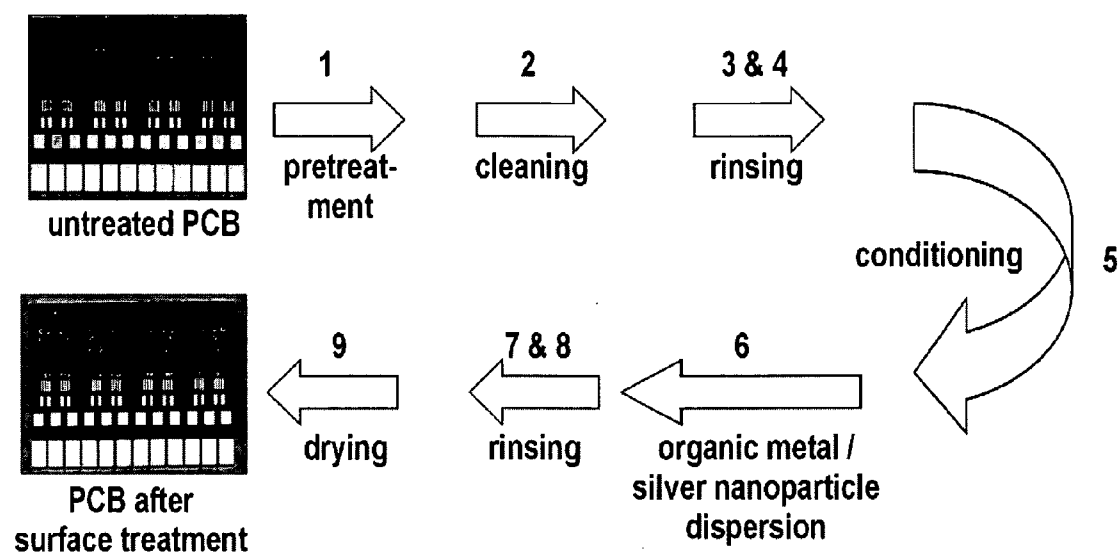 1
2
3 & 4
pretreat-
ment
cleaning
rinsing
untreated PCB
conditioning
5
9
7 & 8
6
drying
rinsing
organic metal /
silver nanoparticle
dispersion
PCB after
surface treatment